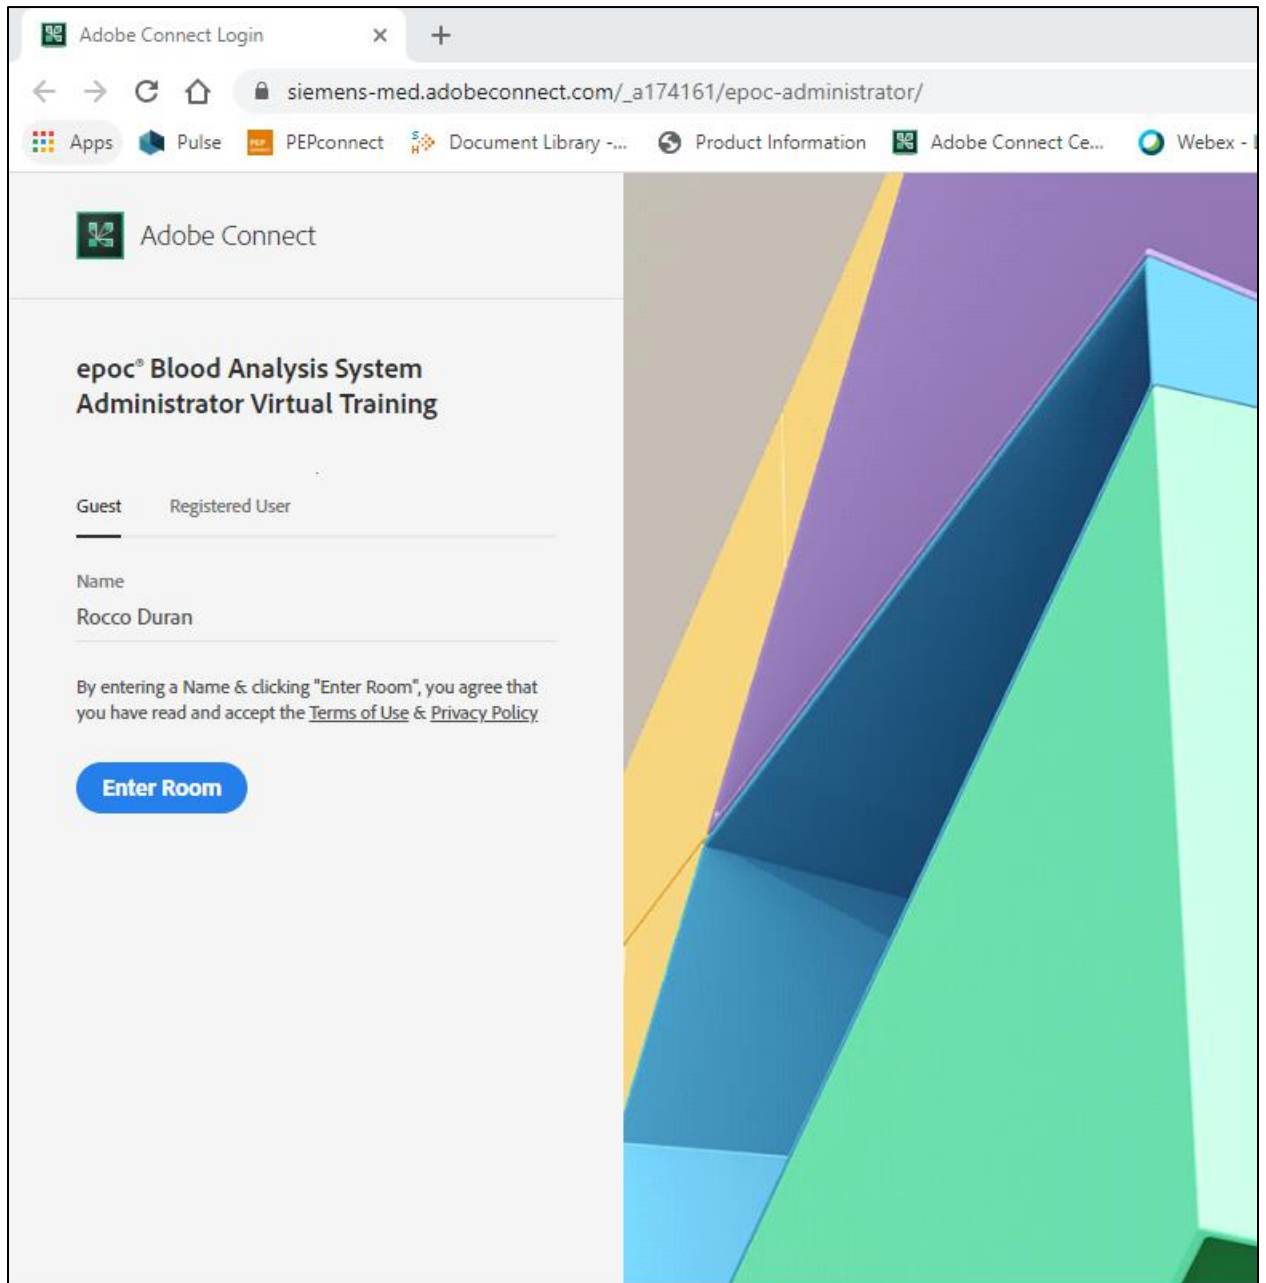 Adobe Connect Login
siemens-med.adobeconnect.com/_a174161/epoc-administrator/
Apps Pulse PEPconnect Document Library -... Product Information Adobe Connect Ce... Webex -
Adobe Connect
epoc® Blood Analysis System
Administrator Virtual Training
Guest Registered User
Name
Rocco Duran
By entering a Name & clicking "Enter Room", you agree that
you have read and accept the Terms of Use & Privacy Policy
Enter Room